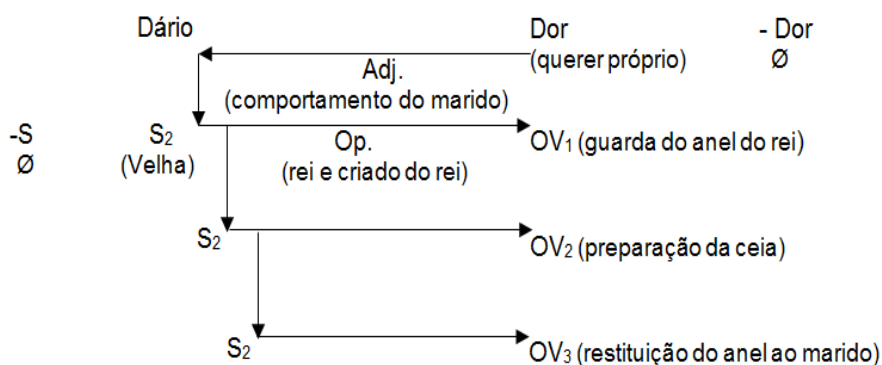 Dário Dor - Dor
(querer próprio) Ø
Adj.
(comportamento do marido)
-S S₂ OV₁ (guarda do anel do rei)
Ø (Velha) Op.
(rei e criado do rei)
S₂ OV₂ (preparação da ceia)
S₂ OV₃ (restituição do anel ao marido)